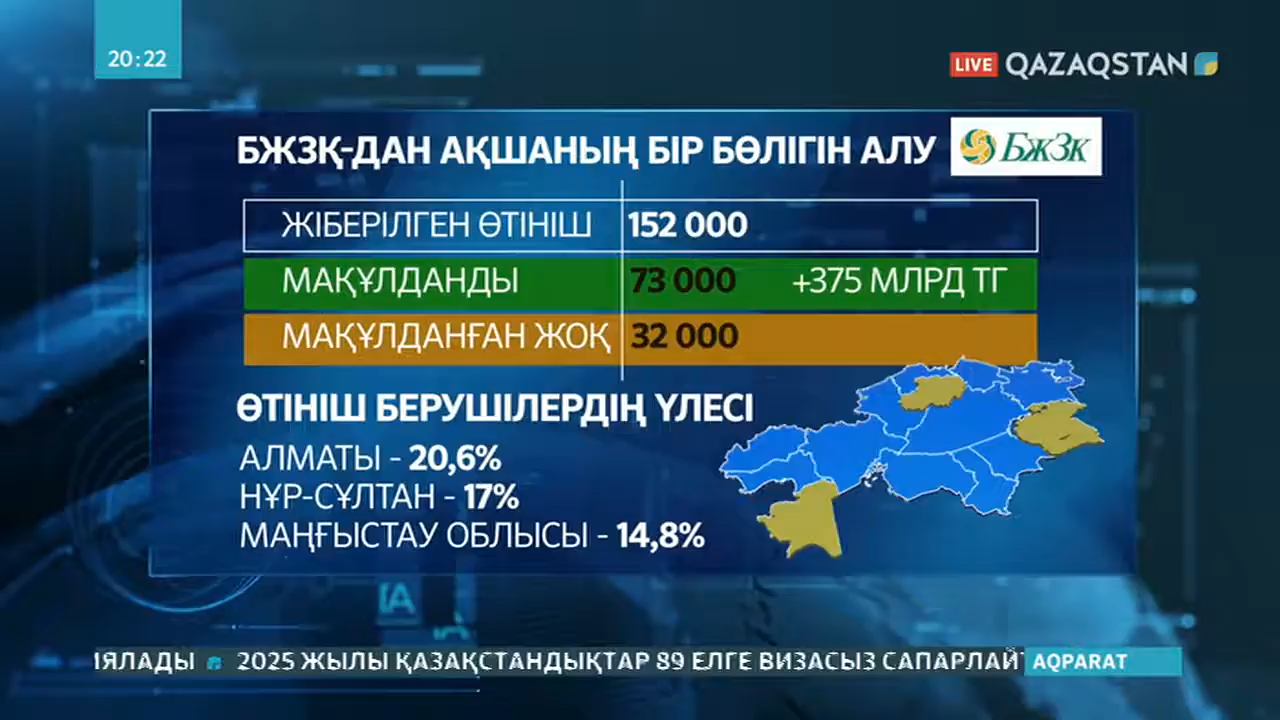 20:22
LIVE QAZAQSTAN
БЖЗҚ-ДАН АҚШАНЫҢ БІР БӨЛІГІН АЛУ
БЖЗҚ
ЖІБЕРІЛГЕН ӨТІНІШ 152 000
МАҚҰЛДАНДЫ 73 000 +375 МЛРД ТГ
МАҚҰЛДАНҒАН ЖОҚ 32 000
ӨТІНІШ БЕРУШІЛЕРДІҢ ҮЛЕСІ
АЛМАТЫ - 20,6%
НҰР-СҰЛТАН - 17%
МАҢҒЫСТАУ ОБЛЫСЫ - 14,8%
ЯЛАДЫ 2025 ЖЫЛЫ ҚАЗАҚСТАНДЫҚТАР 89 ЕЛГЕ ВИЗАСЫЗ САПАРЛАЙ AQPARAT